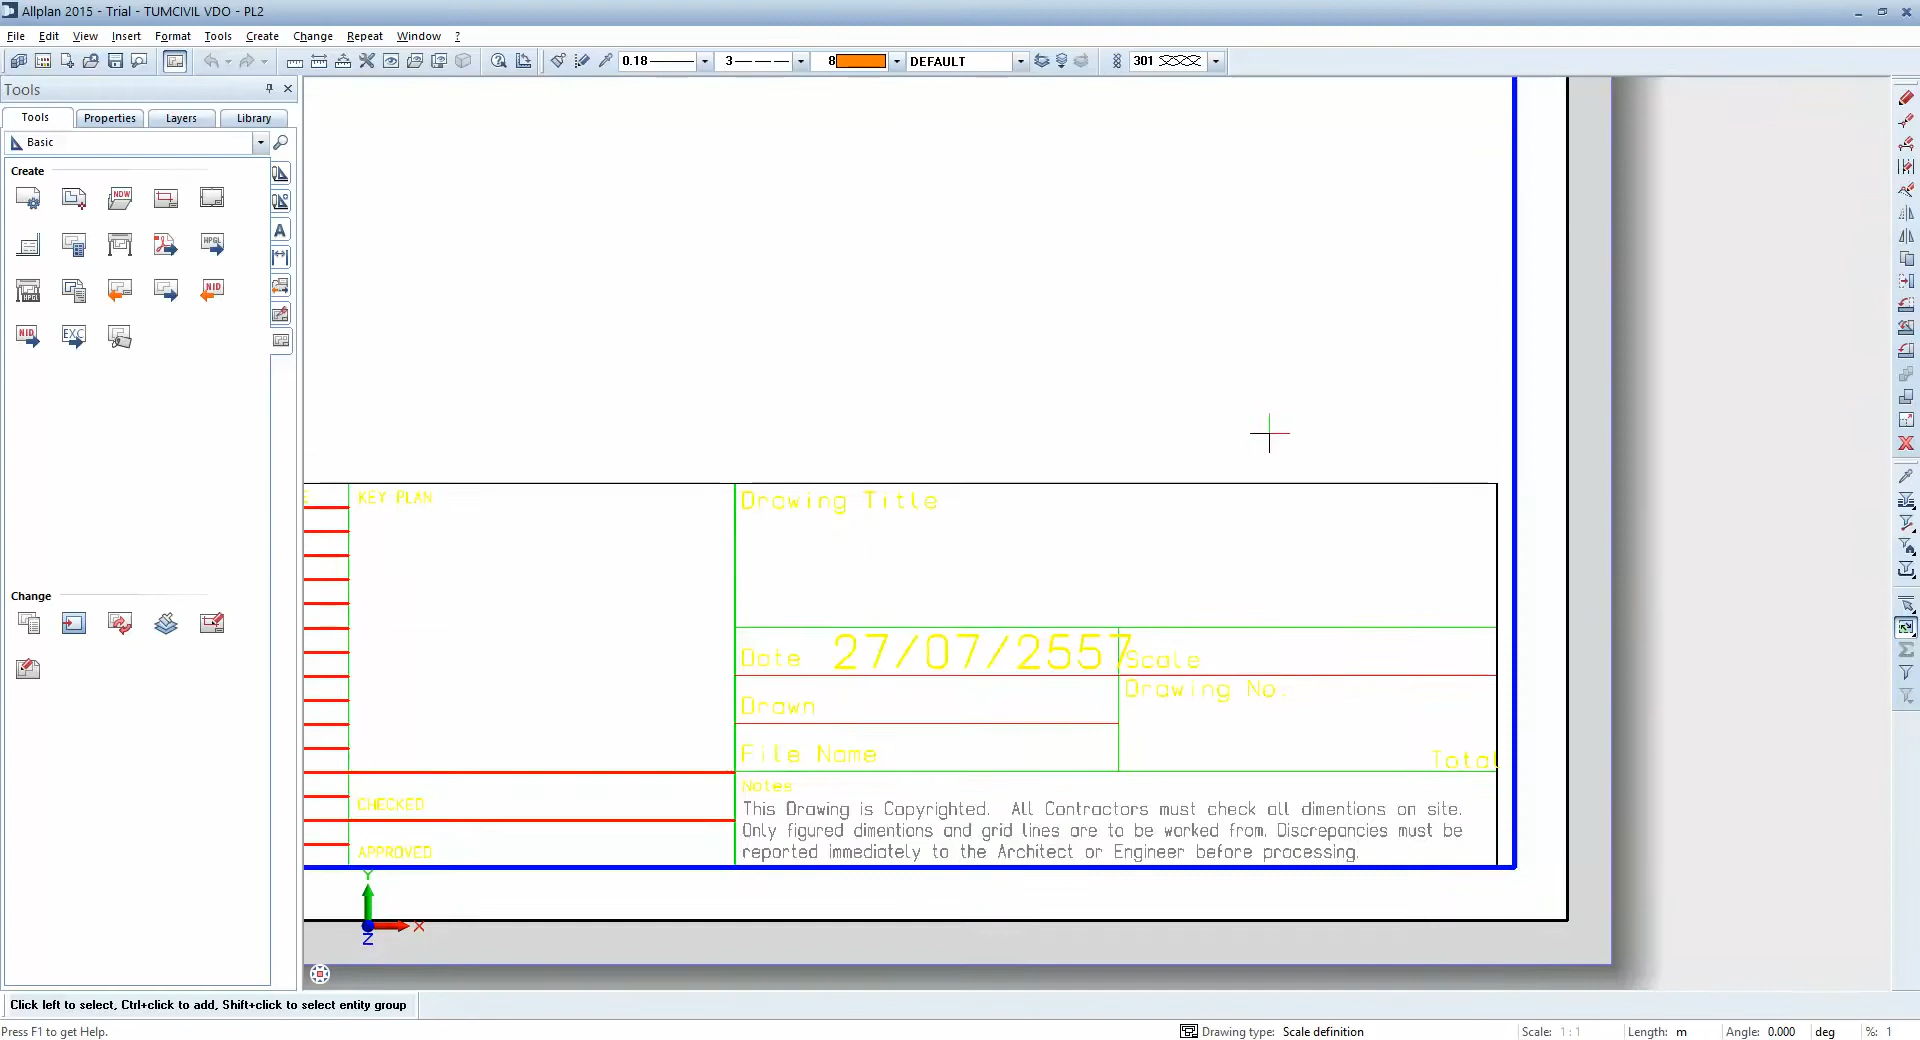 Allplan 2015 - Trial - TUMCIVIL VDO - PL2
File Edit View Insert Format Tools Create Change Repeat Window ?
0.18 3 8 DEFAULT 301
Tools
Tools Properties Layers Library
Basic
Create
NDW
HPGL
HPGL NID
NID EXC
Change
E KEY PLAN
CHECKED
APPROVED
Drawing Title
Date 27/07/2557 Scale
Drawn Drawing No.
File Name Total
Notes
This Drawing is Copyrighted. All Contractors must check all dimentions on site.
Only figured dimentions and grid lines are to be worked from. Discrepancies must be
reported immediately to the Architect or Engineer before processing.
Y
X
Z
Click left to select, Ctrl+click to add, Shift+click to select entity group
Press F1 to get Help. Drawing type: Scale definition Scale: 1 : 1 Length: m Angle: 0.000 deg %: 1